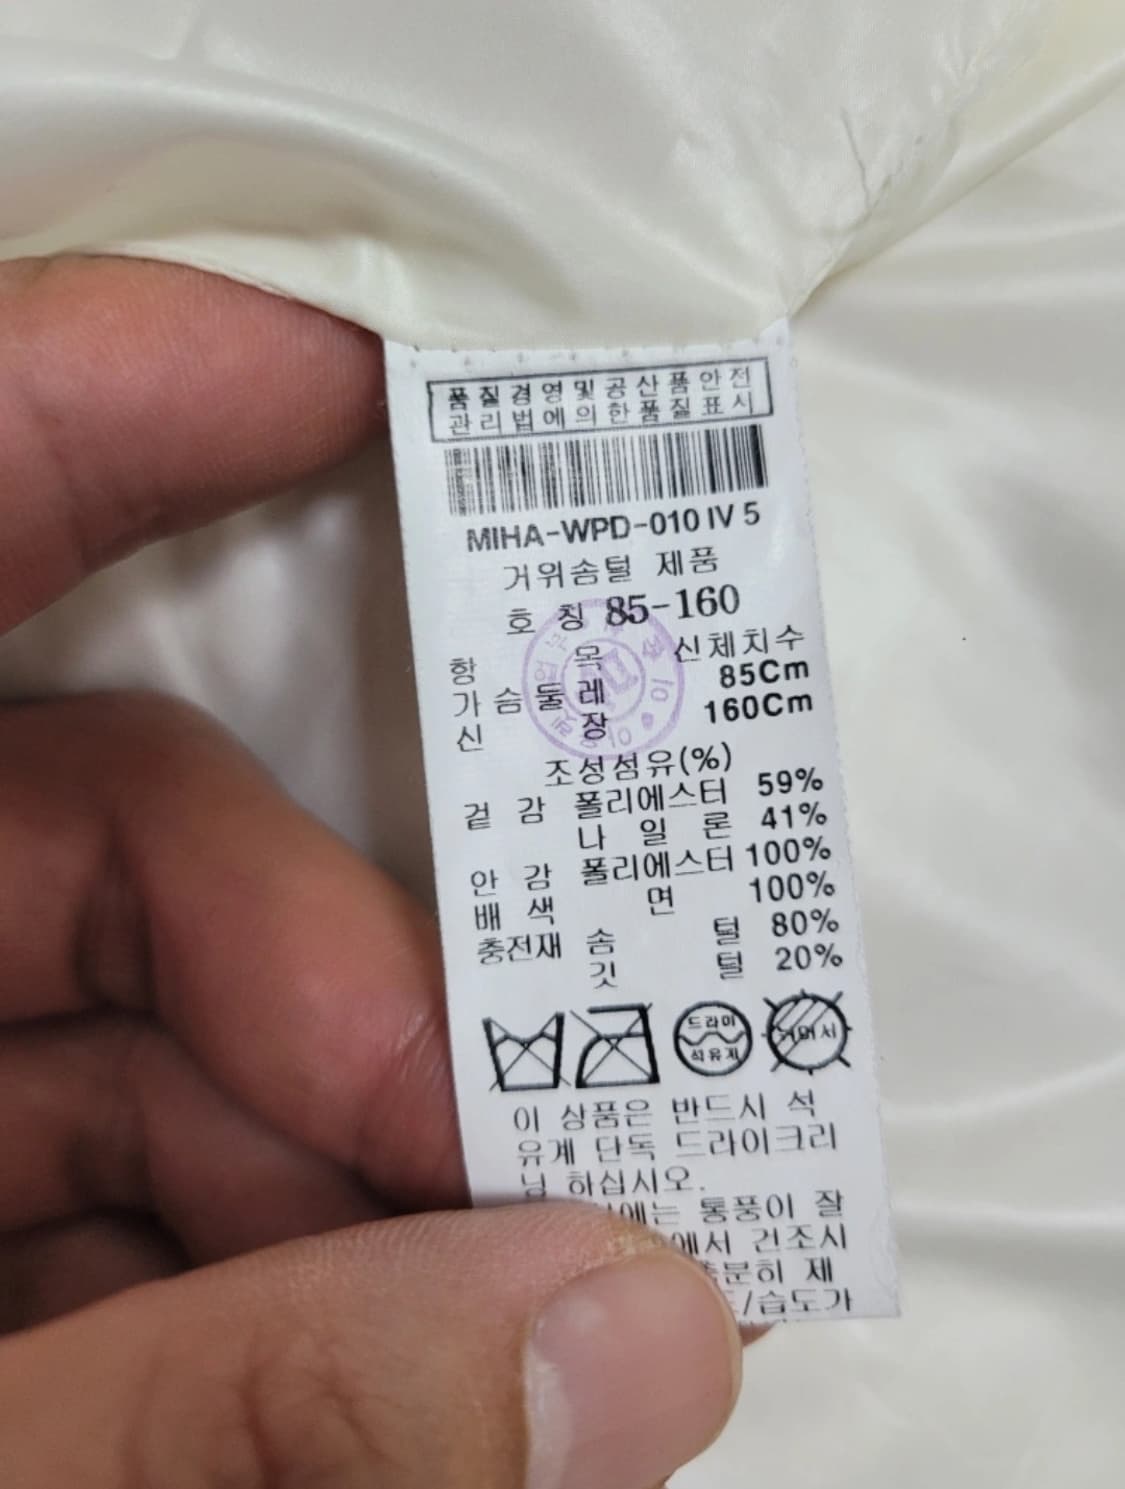 품질경영및공산품안전
관리법에의한품질표시
MIHA-WPD-010 IV 5
거위솜털 제품
호 칭 85-160
항 목 신체치수
가슴둘레 85Cm
신 장 160Cm
조성섬유(%)
겉 감 폴리에스터 59%
나 일 론 41%
안 감 폴리에스터 100%
배 색 면 100%
충전재 솜 털 80%
깃 털 20%
드라이
석유계
이 상품은 반드시 석
유계 단독 드라이크리
닝 하십시오.
에는 통풍이 잘
에서 건조시
분히 제
/습도가